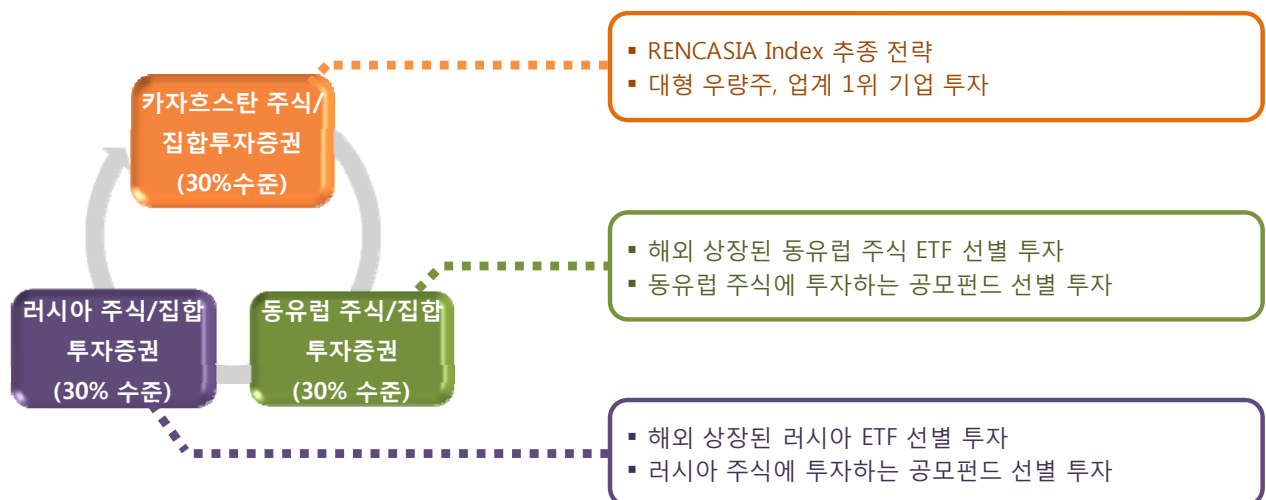 카자흐스탄 주식/
집합투자증권
(30%수준)
▪ RENCASIA Index 추종 전략
▪ 대형 우량주, 업계 1위 기업 투자
러시아 주식/집합
투자증권
(30% 수준)
동유럽 주식/집합
투자증권
(30% 수준)
▪ 해외 상장된 동유럽 주식 ETF 선별 투자
▪ 동유럽 주식에 투자하는 공모펀드 선별 투자
▪ 해외 상장된 러시아 ETF 선별 투자
▪ 러시아 주식에 투자하는 공모펀드 선별 투자